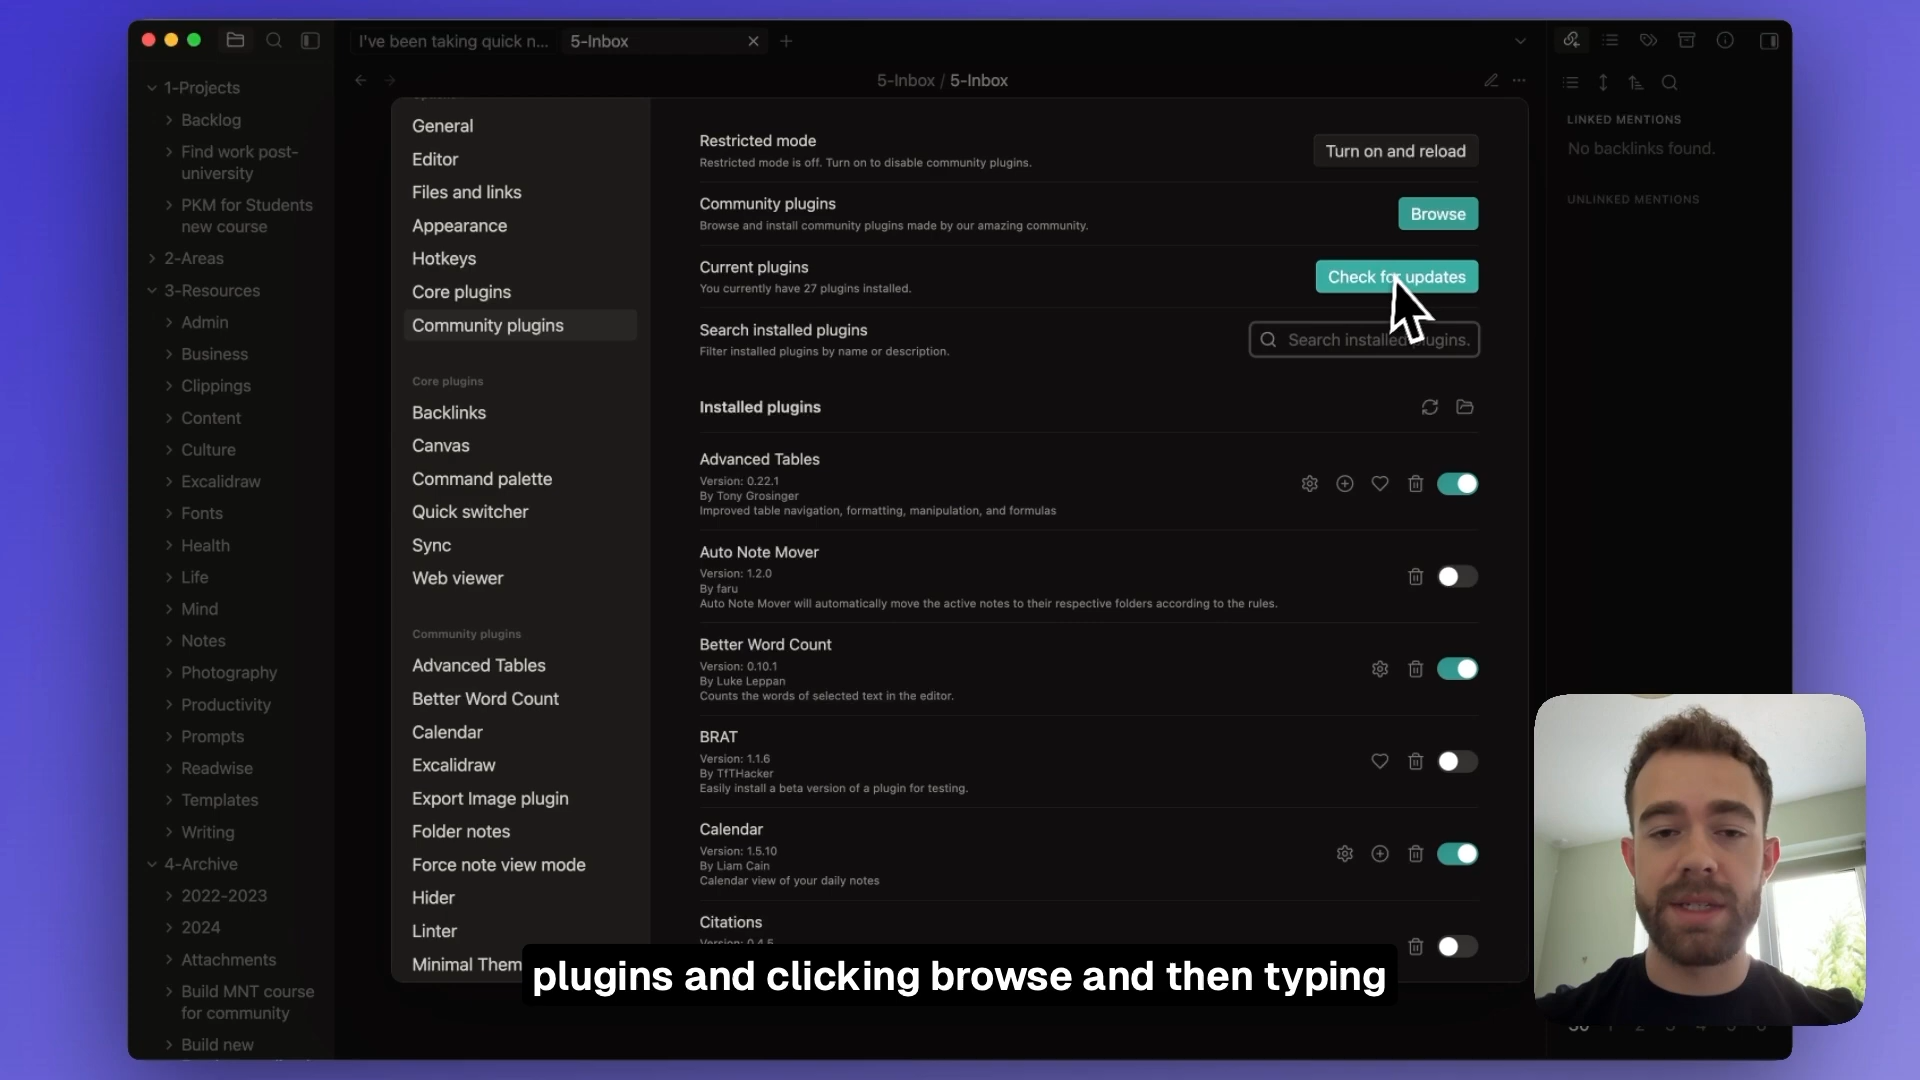 I've been taking quick n...
5-Inbox
5-Inbox / 5-Inbox
1-Projects
Backlog
Find work post-
university
PKM for Students
new course
2-Areas
3-Resources
Admin
Business
Clippings
Content
Culture
Excalidraw
Fonts
Health
Life
Mind
Notes
Photography
Productivity
Prompts
Readwise
Templates
Writing
4-Archive
2022-2023
2024
Attachments
Build MNT course
for community
Build new
General
Editor
Files and links
Appearance
Hotkeys
Core plugins
Community plugins
Core plugins
Backlinks
Canvas
Command palette
Quick switcher
Sync
Web viewer
Community plugins
Advanced Tables
Better Word Count
Calendar
Excalidraw
Export Image plugin
Folder notes
Force note view mode
Hider
Linter
Minimal Them
Restricted mode
Restricted mode is off. Turn on to disable community plugins.
Turn on and reload
Community plugins
Browse and install community plugins made by our amazing community.
Browse
Current plugins
You currently have 27 plugins installed.
Check for updates
Search installed plugins
Filter installed plugins by name or description.
Search installed plugins.
Installed plugins
Advanced Tables
Version: 0.22.1
By Tony Grosinger
Improved table navigation, formatting, manipulation, and formulas
Auto Note Mover
Version: 1.2.0
By faru
Auto Note Mover will automatically move the active notes to their respective folders according to the rules.
Better Word Count
Version: 0.10.1
By Luke Leppan
Counts the words of selected text in the editor.
BRAT
Version: 1.1.6
By TfTHacker
Easily install a beta version of a plugin for testing.
Calendar
Version: 1.5.10
By Liam Cain
Calendar view of your daily notes
Citations
Version: 0.4.5
LINKED MENTIONS
No backlinks found.
UNLINKED MENTIONS
plugins and clicking browse and then typing